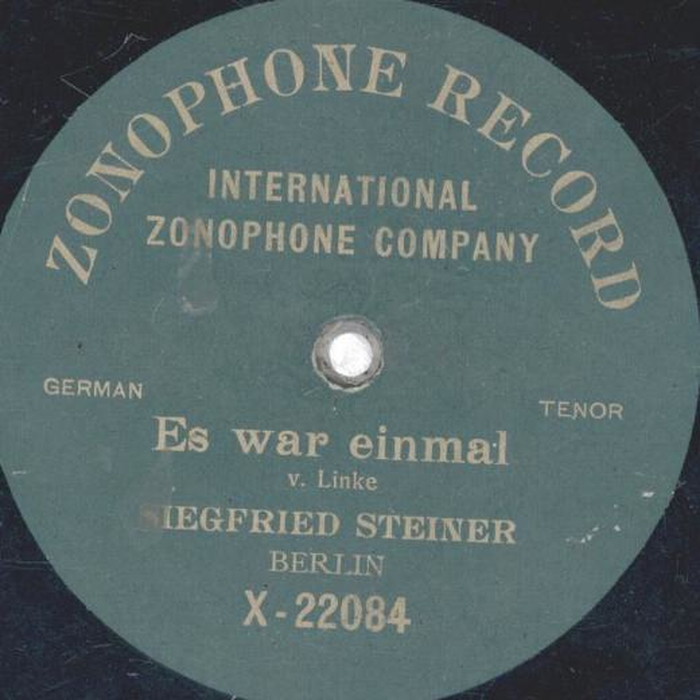 ZONOPHONE RECORD
INTERNATIONAL
ZONOPHONE COMPANY
GERMAN
TENOR
Es war einmal
v. Linke
SIEGFRIED STEINER
BERLIN
X-22084